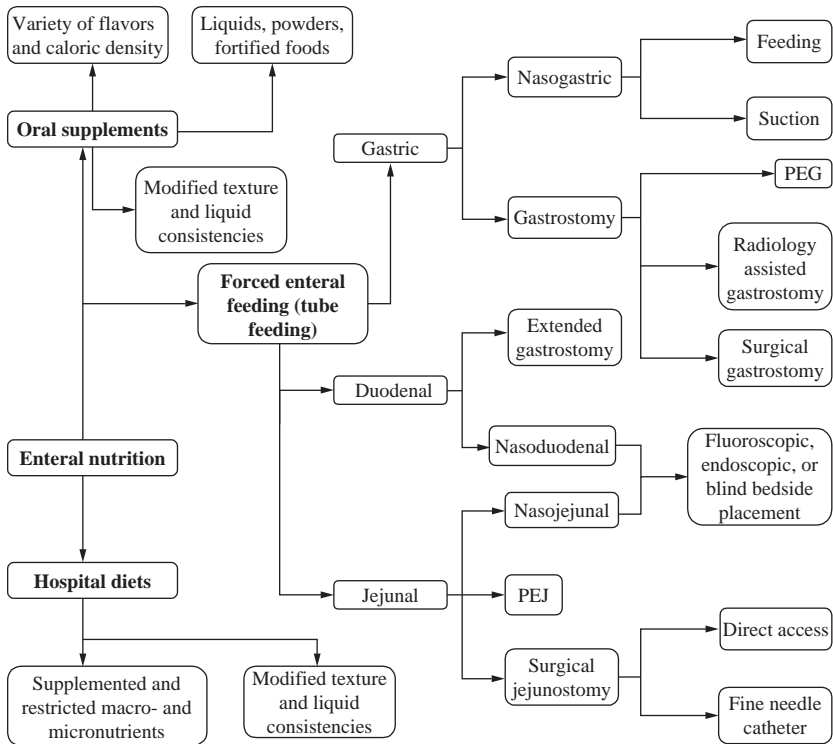 Variety of flavors
and caloric density
Liquids, powders,
fortified foods
Oral supplements
Modified texture
and liquid
consistencies
Forced enteral
feeding (tube
feeding)
Enteral nutrition
Hospital diets
Supplemented and
restricted macro- and
micronutrients
Modified texture
and liquid
consistencies
Gastric
Nasogastric
Feeding
Suction
Gastrostomy
PEG
Radiology
assisted
gastrostomy
Surgical
gastrostomy
Duodenal
Extended
gastrostomy
Nasoduodenal
Fluoroscopic,
endoscopic, or
blind bedside
placement
Jejunal
Nasojejunal
PEJ
Surgical
jejunostomy
Direct access
Fine needle
catheter